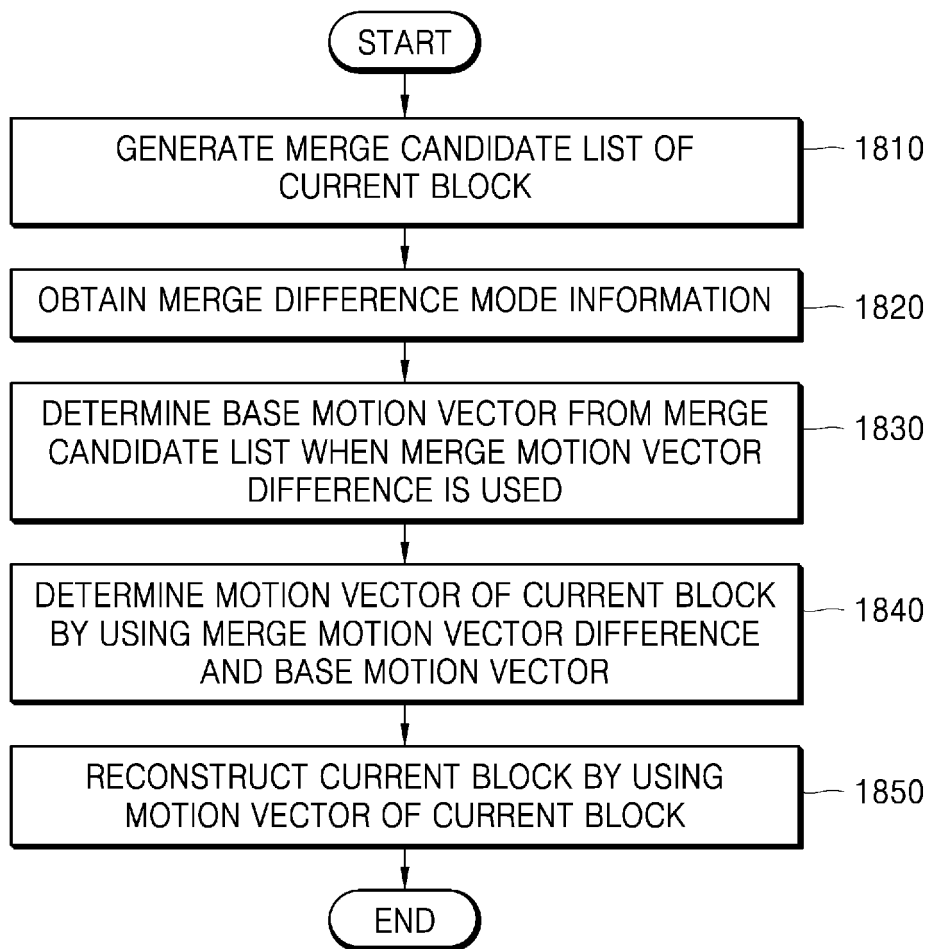 START
GENERATE MERGE CANDIDATE LIST OF
CURRENT BLOCK
1810
OBTAIN MERGE DIFFERENCE MODE INFORMATION
1820
DETERMINE BASE MOTION VECTOR FROM MERGE
CANDIDATE LIST WHEN MERGE MOTION VECTOR
DIFFERENCE IS USED
1830
DETERMINE MOTION VECTOR OF CURRENT BLOCK
BY USING MERGE MOTION VECTOR DIFFERENCE
AND BASE MOTION VECTOR
1840
RECONSTRUCT CURRENT BLOCK BY USING
MOTION VECTOR OF CURRENT BLOCK
1850
END